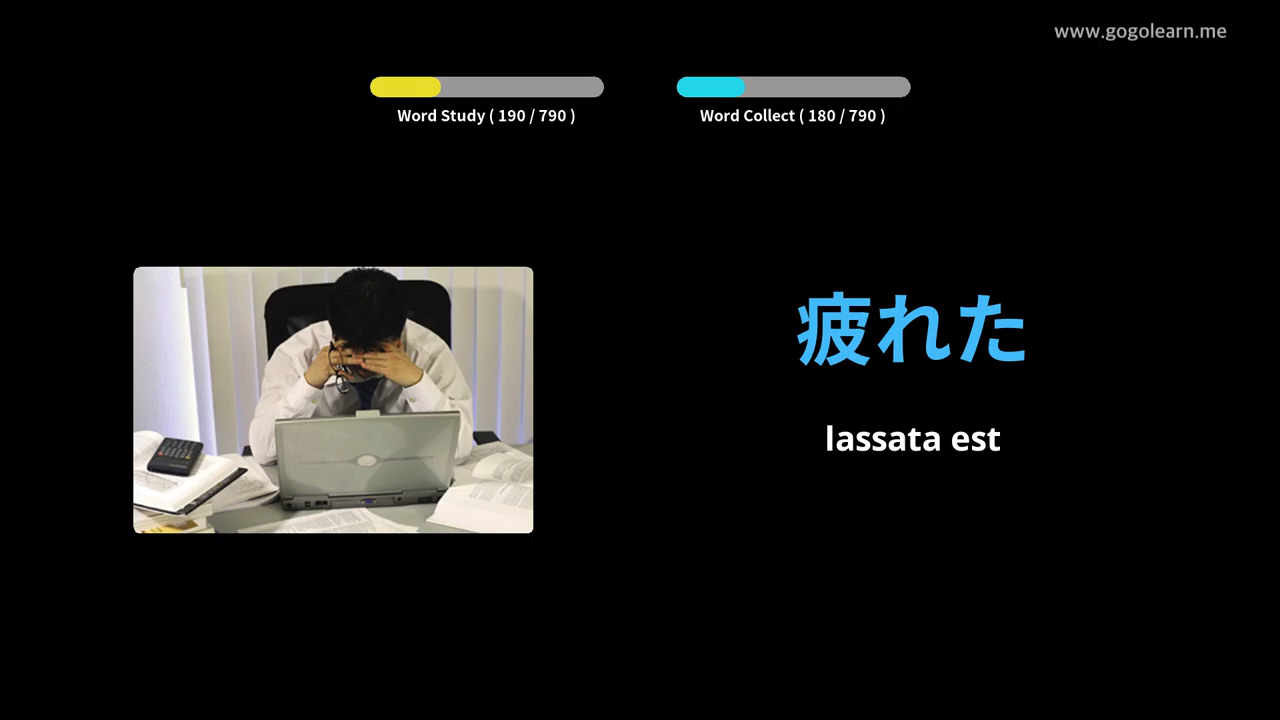 www.gogolearn.me
Word Study ( 190 / 790 )
Word Collect ( 180 / 790 )
疲れた
lassata est